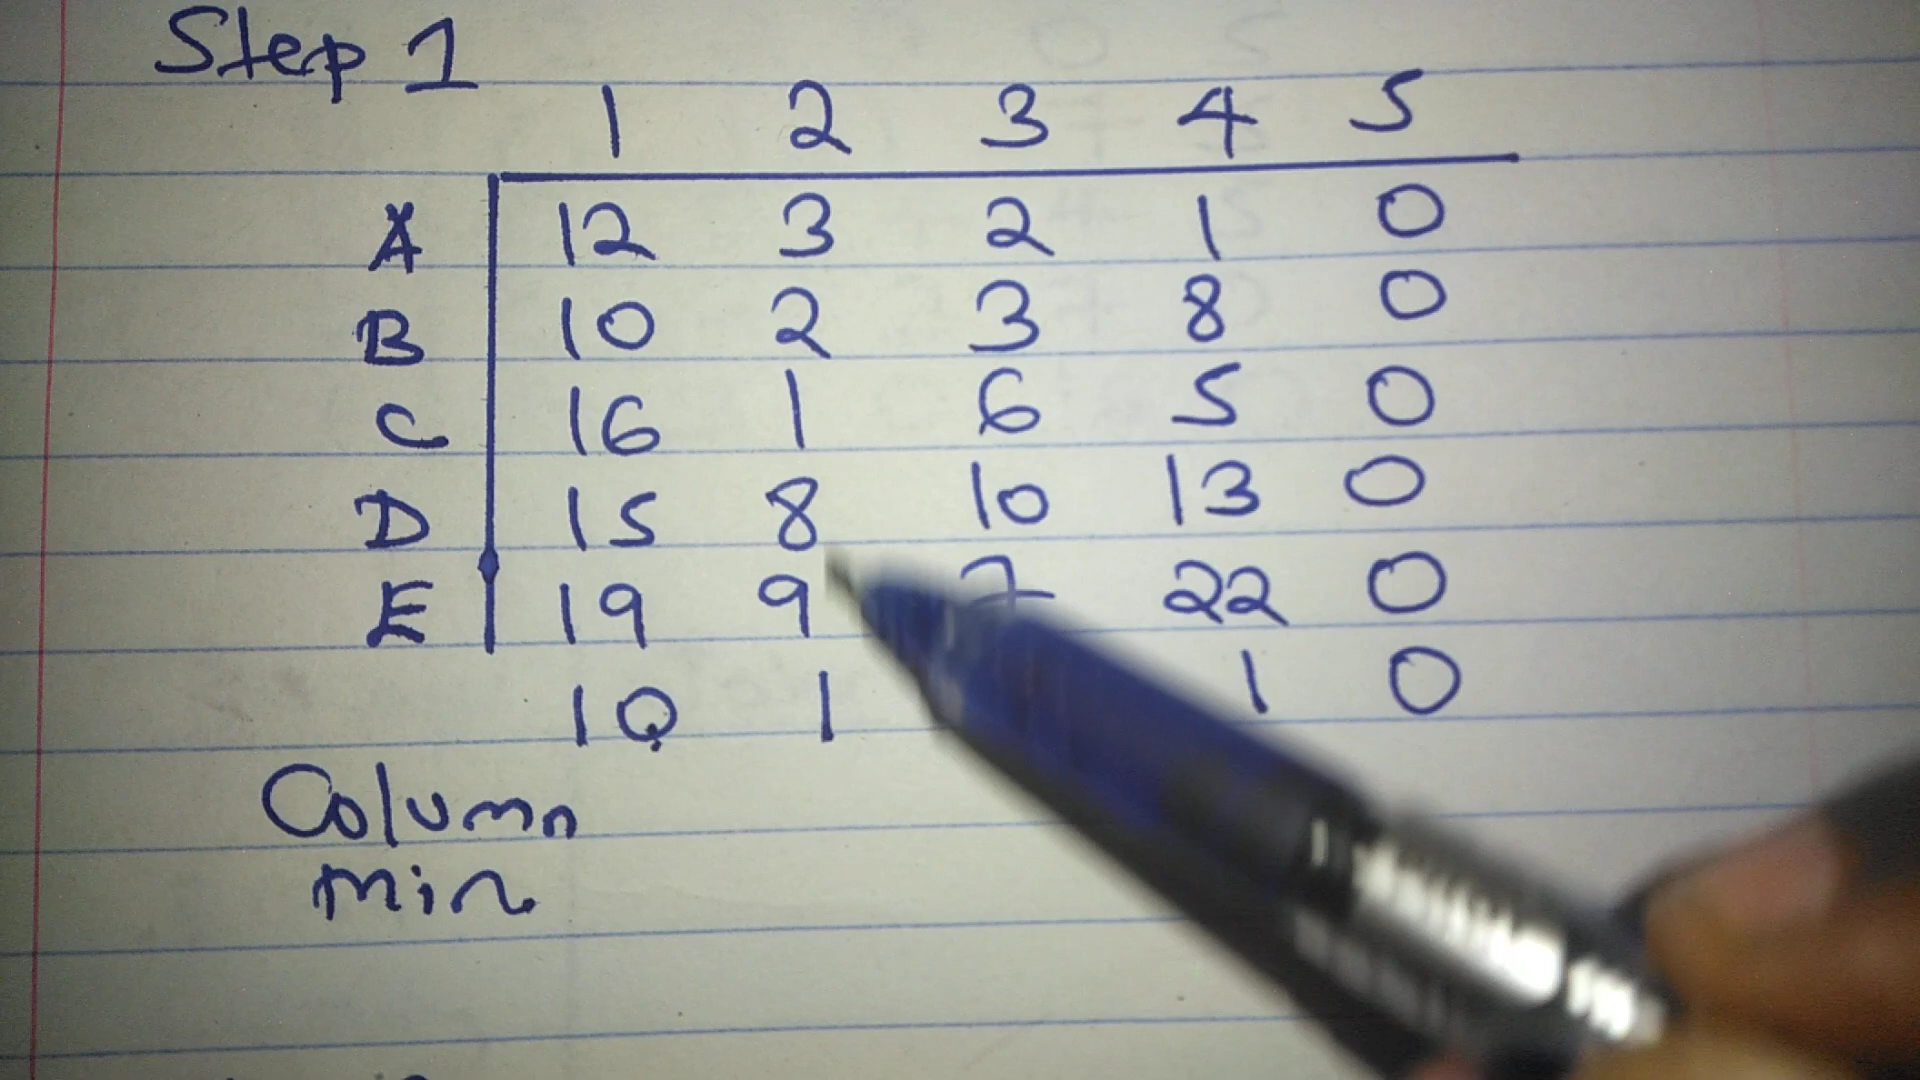 Step 1
1 2 3 4 5
A 12 3 2 1 0
B 10 2 3 8 0
C 16 1 6 5 0
D 15 8 10 13 0
E 19 9 7 22 0
10 1 1 0
Column
min